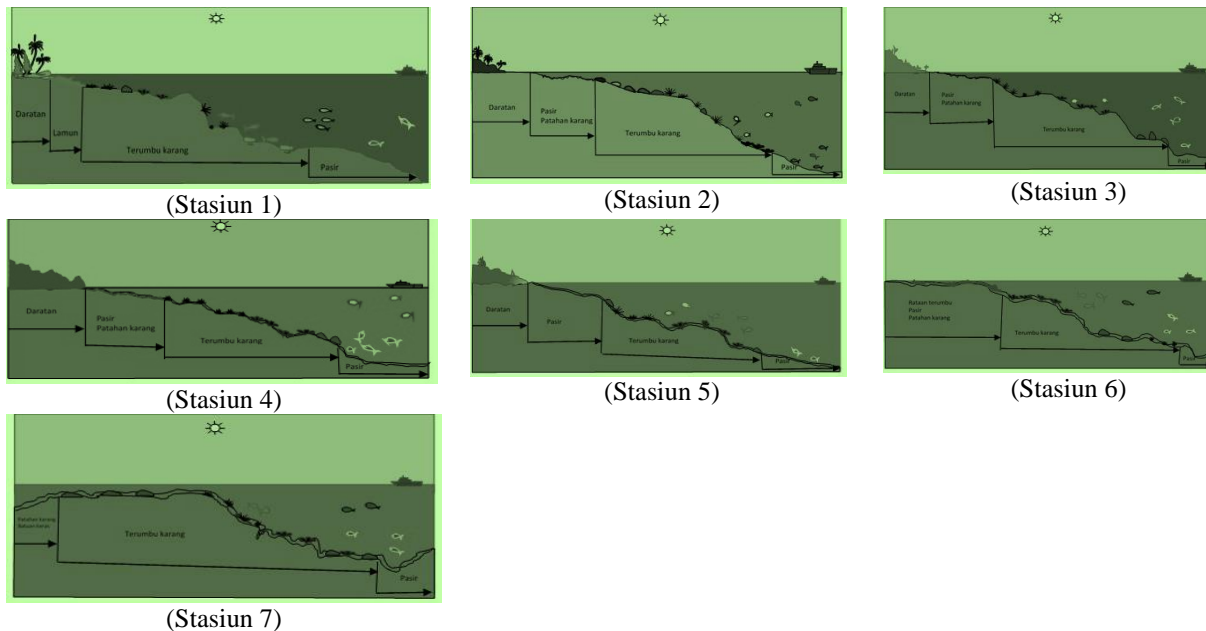 Daratan
Lamun
Terumbu karang
Pasir
(Stasiun 1)
Daratan
Pasir
Patahan karang
Terumbu karang
Pasir
(Stasiun 2)
Daratan
Pasir
Patahan karang
Terumbu karang
Pasir
(Stasiun 3)
Daratan
Pasir
Patahan karang
Terumbu karang
Pasir
(Stasiun 4)
Daratan
Pasir
Terumbu karang
Pasir
(Stasiun 5)
Rataan terumbu
Pasir
Patahan karang
Terumbu karang
Pasir
(Stasiun 6)
Patahan karang
Terumbu karang
Pasir
(Stasiun 7)